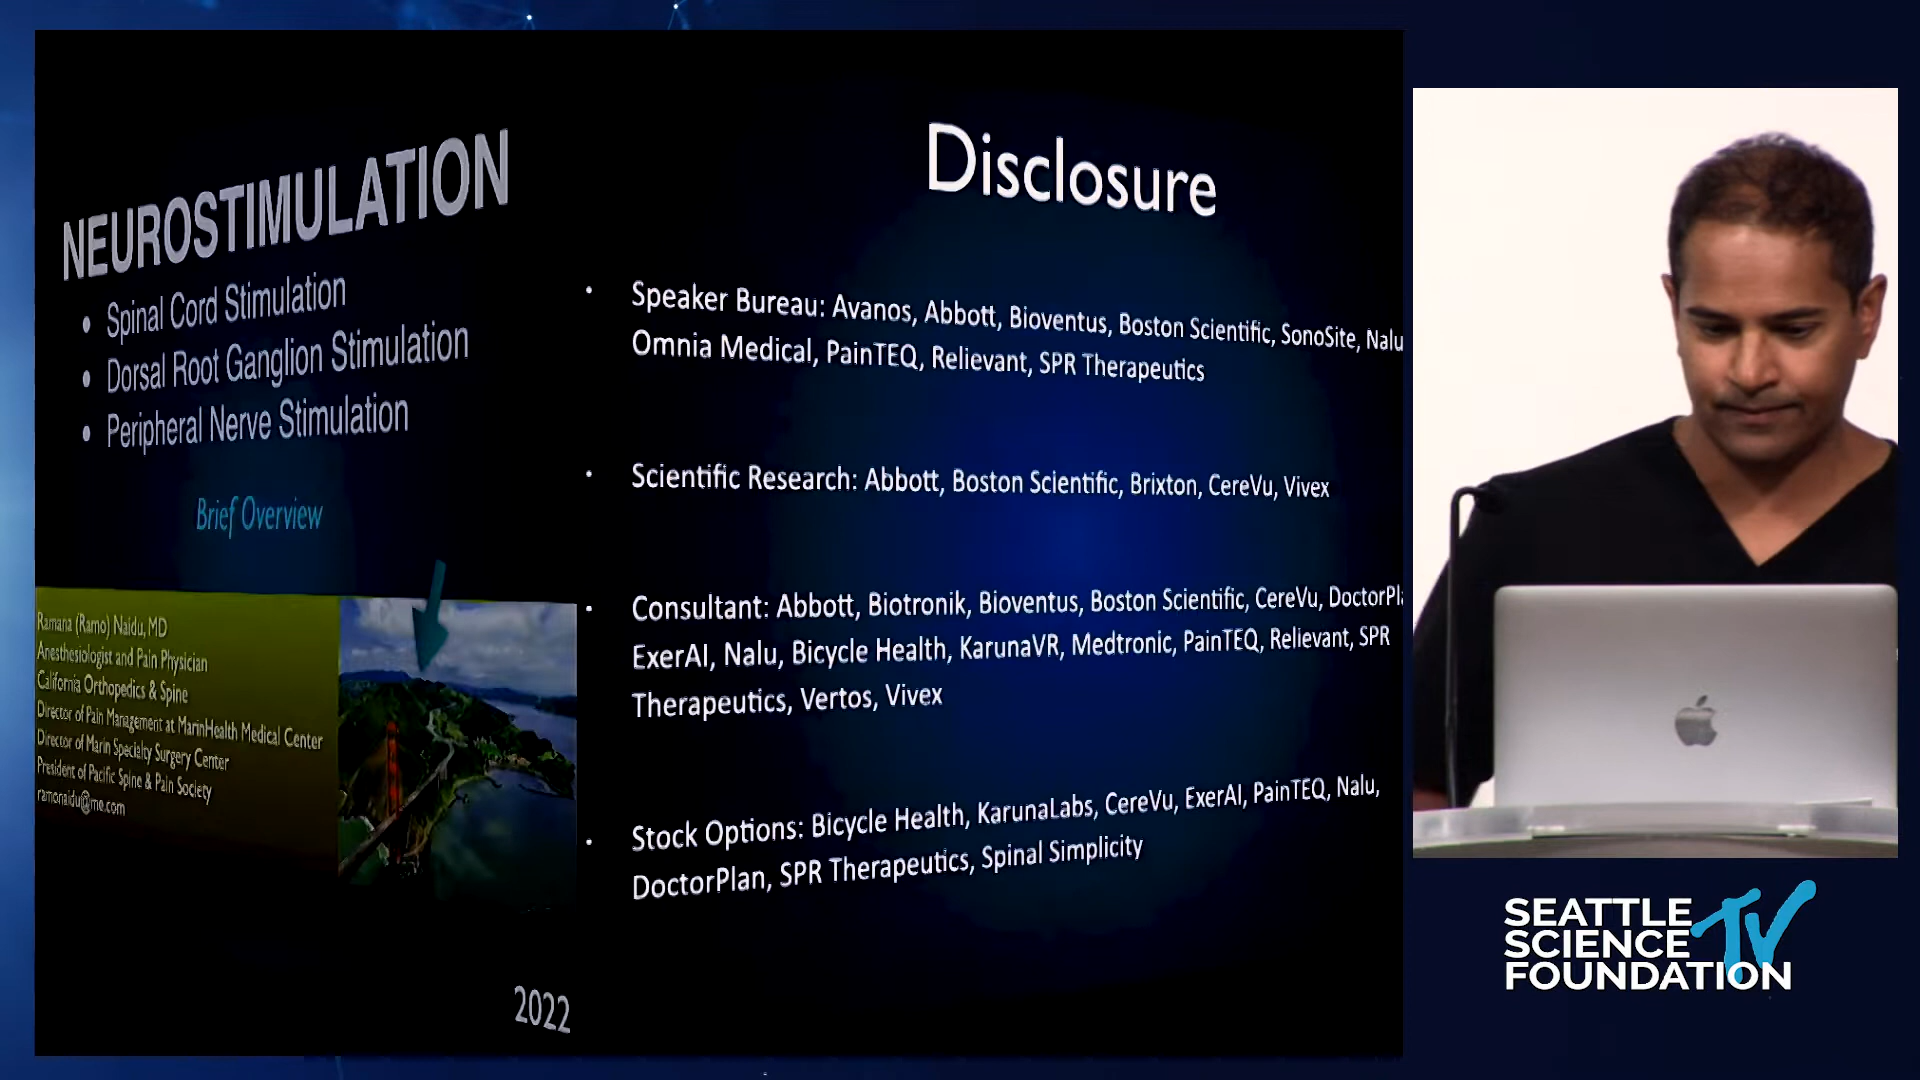 NEUROSTIMULATION
• Spinal Cord Stimulation
• Dorsal Root Ganglion Stimulation
• Peripheral Nerve Stimulation
Brief Overview
Ramana (Ramo) Naidu, MD
Anesthesiologist and Pain Physician
California Orthopedics & Spine
Director of Pain Management at MarinHealth Medical Center
Director of Marin Specialty Surgery Center
President of Pacific Spine & Pain Society
ramonaidu@me.com
2022
Disclosure
• Speaker Bureau: Avanos, Abbott, Bioventus, Boston Scientific, SonoSite, Nalu
Omnia Medical, PainTEQ, Relievant, SPR Therapeutics
• Scientific Research: Abbott, Boston Scientific, Brixton, CereVu, Vivex
• Consultant: Abbott, Biotronik, Bioventus, Boston Scientific, CereVu, DoctorPl
ExerAI, Nalu, Bicycle Health, KarunaVR, Medtronic, PainTEQ, Relievant, SPR
Therapeutics, Vertos, Vivex
• Stock Options: Bicycle Health, KarunaLabs, CereVu, ExerAI, PainTEQ, Nalu,
DoctorPlan, SPR Therapeutics, Spinal Simplicity
SEATTLE
SCIENCE TV
FOUNDATION